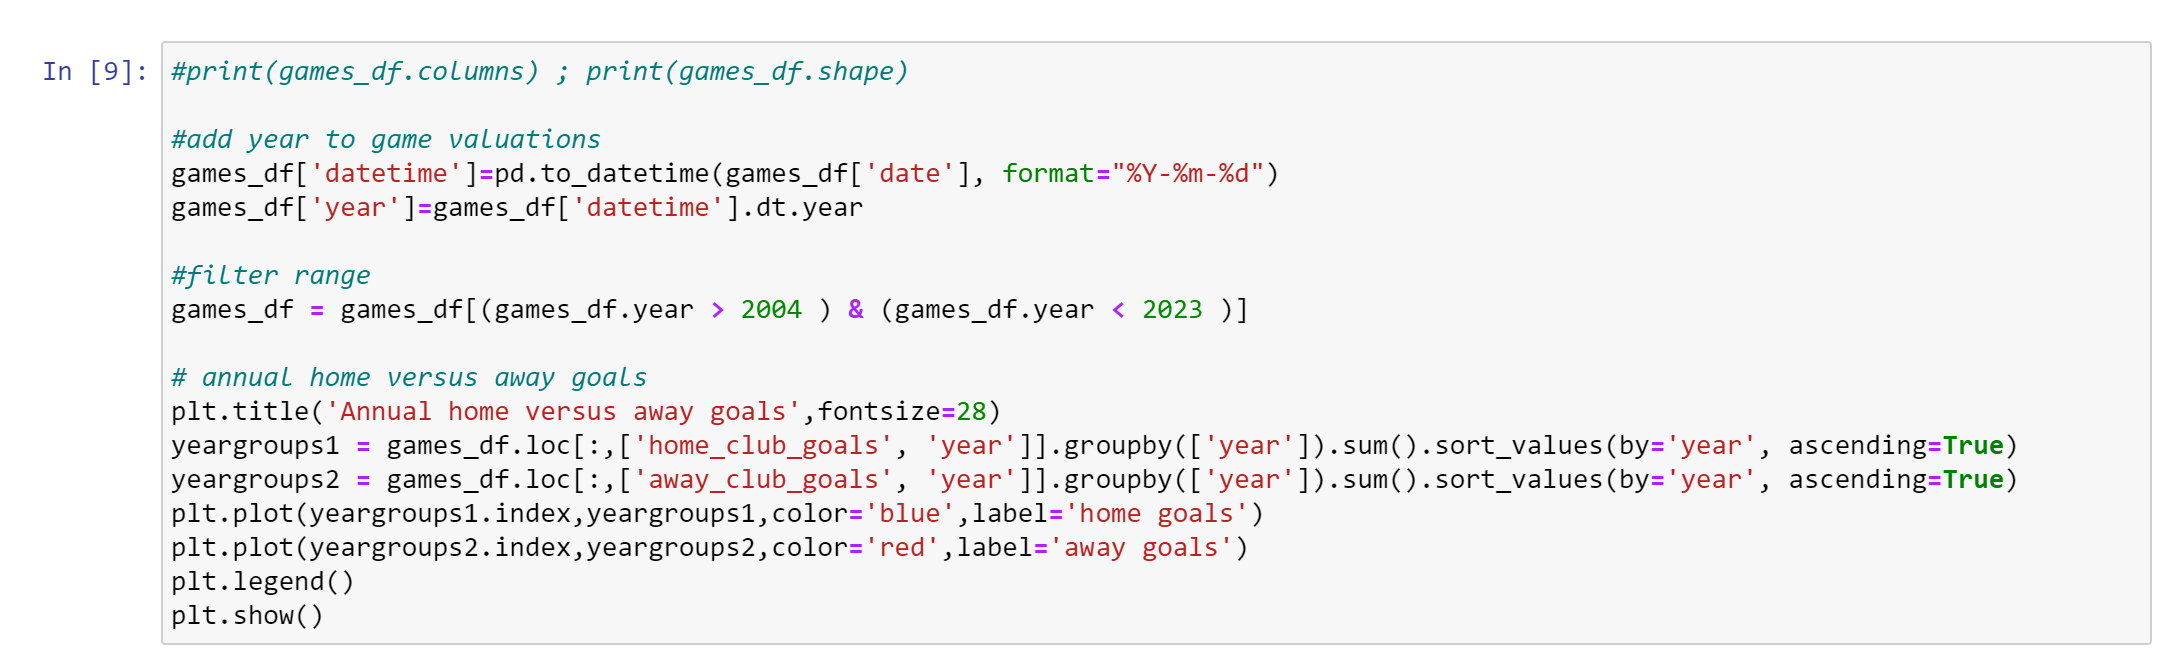 In [9]: #print(games_df.columns) ; print(games_df.shape)
#add year to game valuations
games_df['datetime']=pd.to_datetime(games_df['date'], format="%Y-%m-%d")
games_df['year']=games_df['datetime'].dt.year
#filter range
games_df = games_df[(games_df.year > 2004 ) & (games_df.year < 2023 )]
# annual home versus away goals
plt.title('Annual home versus away goals',fontsize=28)
yeargroups1 = games_df.loc[:,['home_club_goals', 'year']].groupby(['year']).sum().sort_values(by='year', ascending=True)
yeargroups2 = games_df.loc[:,['away_club_goals', 'year']].groupby(['year']).sum().sort_values(by='year', ascending=True)
plt.plot(yeargroups1.index,yeargroups1,color='blue',label='home goals')
plt.plot(yeargroups2.index,yeargroups2,color='red',label='away goals')
plt.legend()
plt.show()